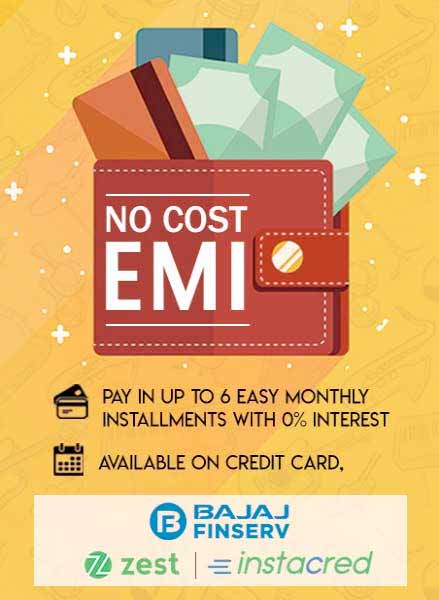 NO COST
EMI
PAY IN UP TO 6 EASY MONTHLY
INSTALLMENTS WITH 0% INTEREST
AVAILABLE ON CREDIT CARD,
BAJAJ
FINSERV
zest | instacred